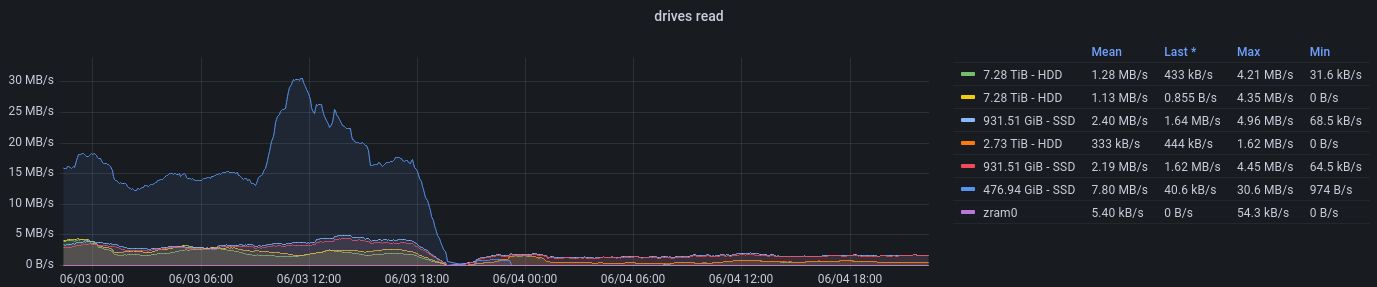 drives read
Mean Last * Max Min
30 MB/s
25 MB/s
20 MB/s
15 MB/s
10 MB/s
5 MB/s
0 B/s
06/03 00:00 06/03 06:00 06/03 12:00 06/03 18:00 06/04 00:00 06/04 06:00 06/04 12:00 06/04 18:00
7.28 TiB - HDD 1.28 MB/s 433 kB/s 4.21 MB/s 31.6 kB/s
7.28 TiB - HDD 1.13 MB/s 0.855 B/s 4.35 MB/s 0 B/s
931.51 GiB - SSD 2.40 MB/s 1.64 MB/s 4.96 MB/s 68.5 kB/s
2.73 TiB - HDD 333 kB/s 444 kB/s 1.62 MB/s 0 B/s
931.51 GiB - SSD 2.19 MB/s 1.62 MB/s 4.45 MB/s 64.5 kB/s
476.94 GiB - SSD 7.80 MB/s 40.6 kB/s 30.6 MB/s 974 B/s
zram0 5.40 kB/s 0 B/s 54.3 kB/s 0 B/s